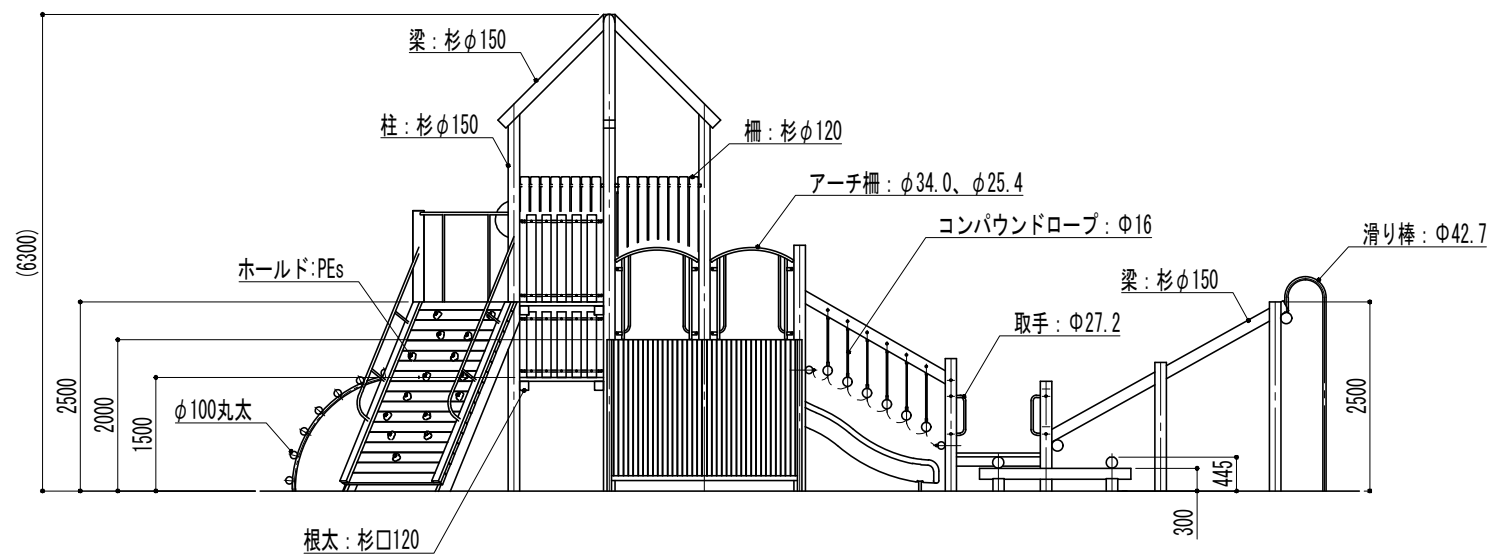 梁：杉φ150
柱：杉φ150
柵：杉φ120
アーチ柵：φ34.0、φ25.4
コンパウンドロープ：Φ16
滑り棒：Φ42.7
(6300)
ホールド:PEs
梁：杉φ150
取手：Φ27.2
φ100丸太
2500
2000
1500
2500
445
300
根太：杉口120